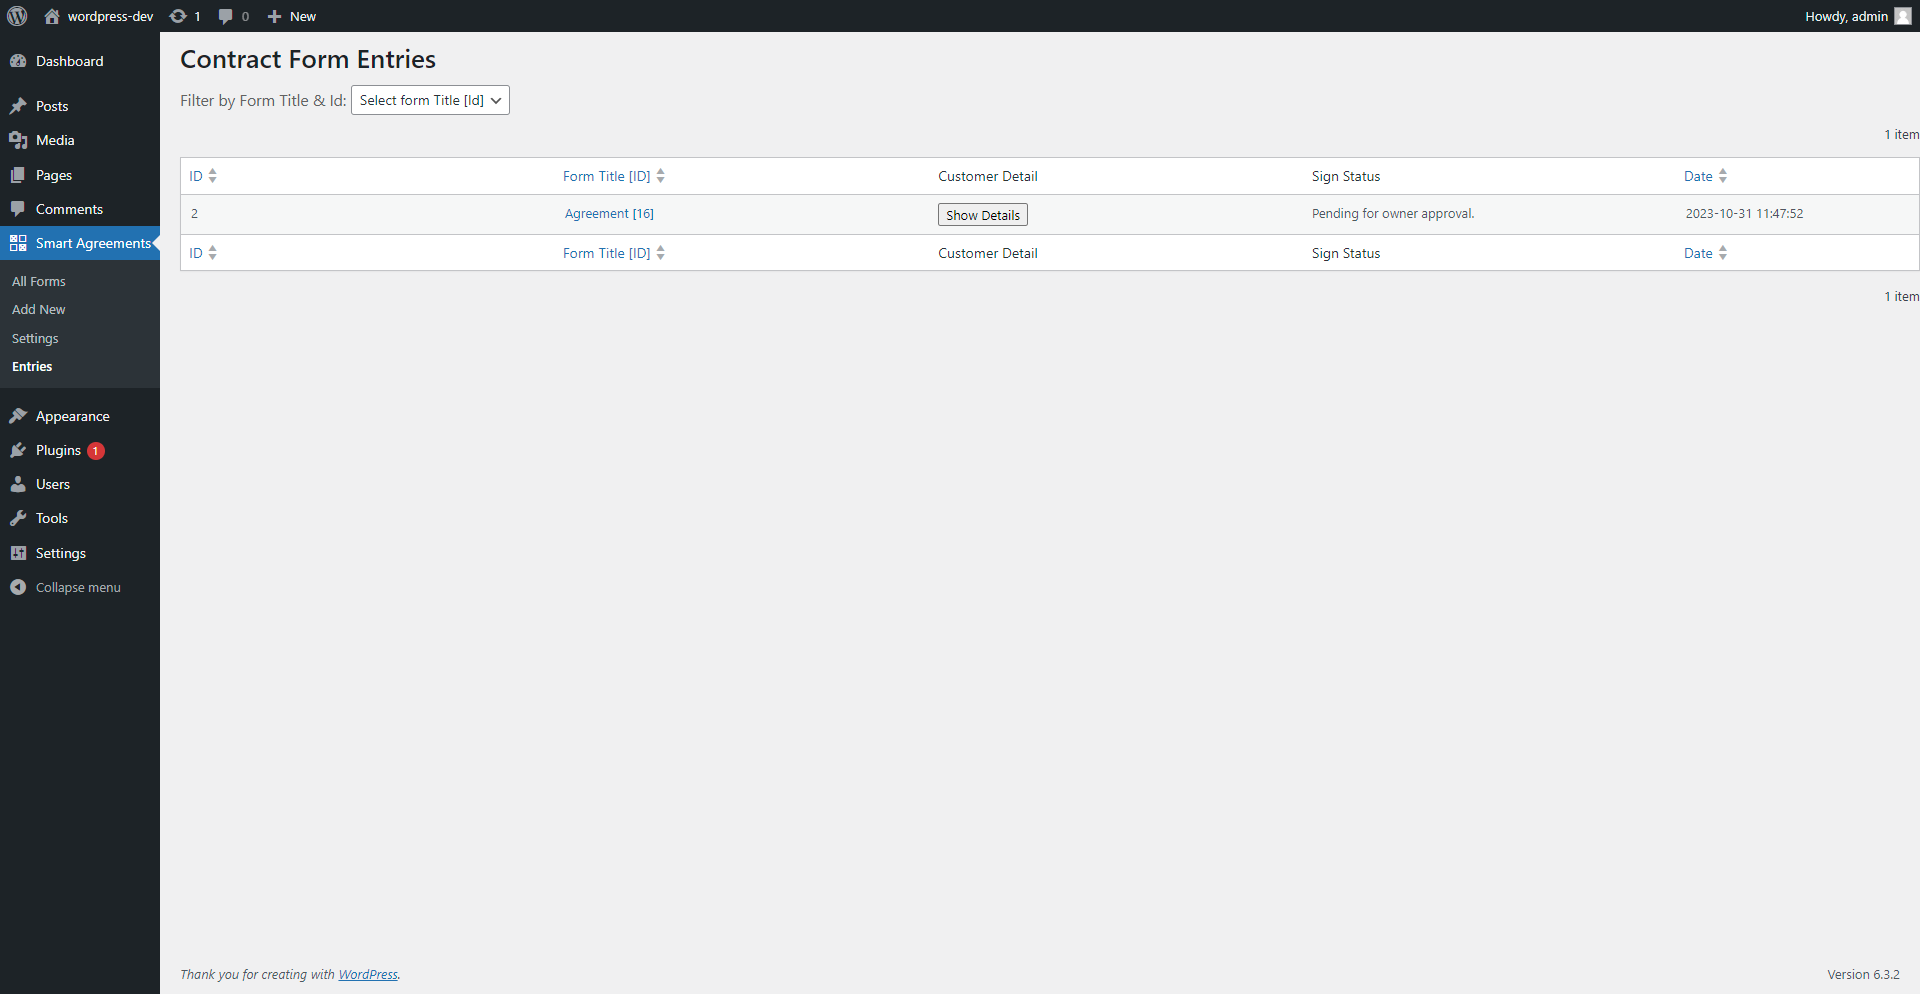 wordpress-dev 1 0 New Howdy, admin
Dashboard
Posts
Media
Pages
Comments
Smart Agreements
All Forms
Add New
Settings
Entries
Appearance
Plugins 1
Users
Tools
Settings
Collapse menu
Contract Form Entries
Filter by Form Title & Id: Select form Title [Id]
1 item
ID Form Title [ID] Customer Detail Sign Status Date
2 Agreement [16] Show Details Pending for owner approval. 2023-10-31 11:47:52
ID Form Title [ID] Customer Detail Sign Status Date
1 item
Thank you for creating with WordPress. Version 6.3.2